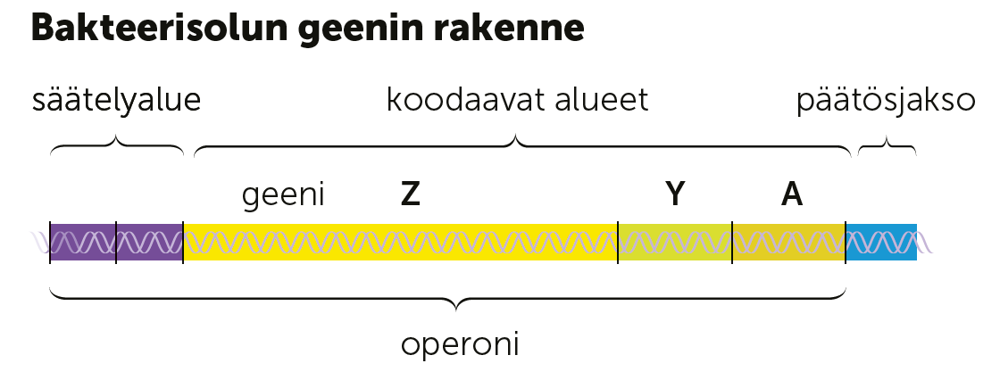 Bakteerisolun geenin rakenne
säätelyalue koodaavat alueet päätösjakso
geeni Z Y A
operoni